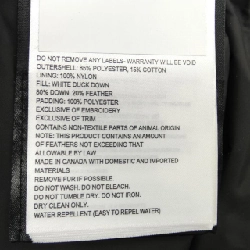 DO NOT REMOVE ANY LABELS- WARRANTY WILL BE VOID
OUTERSHELL: 85% POLYESTER, 15% COTTON
LINING: 100% NYLON
FILL: WHITE DUCK DOWN
80% DOWN/ 20% FEATHER
PADDING: 100% POLYESTER
EXCLUSIVE OF EMBROIDERY
EXCLUSIVE OF TRIM
CONTAINS NON-TEXTILE PARTS OF ANIMAL ORIGIN
NOTE: THIS PRODUCT CONTAINS AN AMOUNT
OF FEATHERS NOT EXCEEDING THAT
ALLOWABLE BY LAW
MADE IN CANADA WITH DOMESTIC AND IMPORTED
MATERIALS
REMOVE FUR IF POSSIBLE.
DO NOT WASH. DO NOT BLEACH.
DO NOT TUMBLE DRY. DO NOT IRON.
DRY CLEAN ONLY.
WATER REPELLENT (EASY TO REPEL WATER)